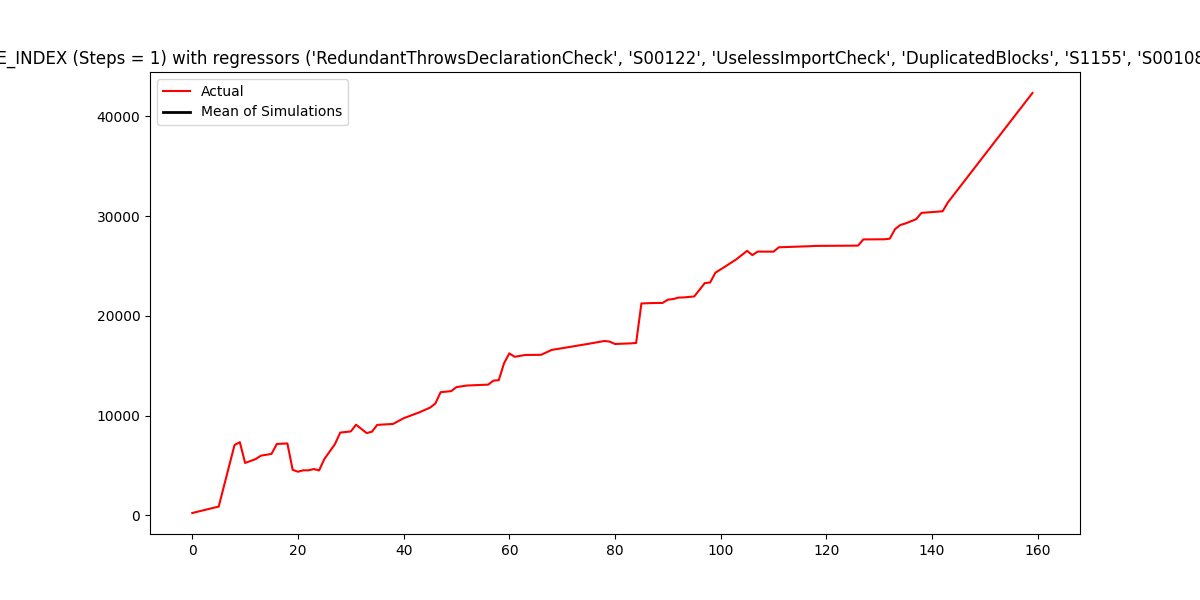 E_INDEX (Steps = 1) with regressors ('RedundantThrowsDeclarationCheck', 'S00122', 'UselessImportCheck', 'DuplicatedBlocks', 'S1155', 'S00108
Actual
Mean of Simulations
40000
30000
20000
10000
0
0 20 40 60 80 100 120 140 160